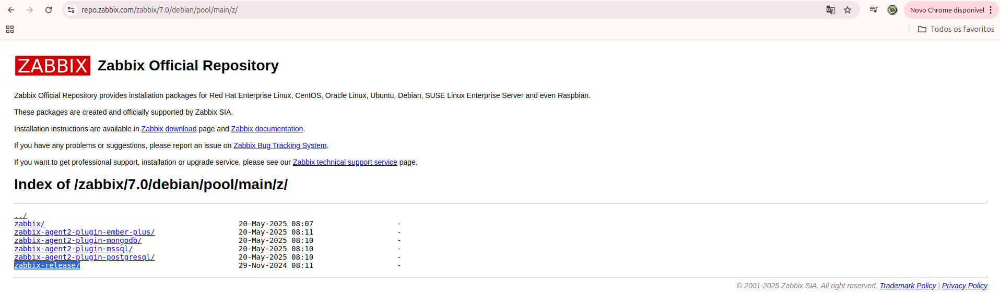 repo.zabbix.com/zabbix/7.0/debian/pool/main/z/
Novo Chrome disponível
Todos os favoritos
ZABBIX Zabbix Official Repository
Zabbix Official Repository provides installation packages for Red Hat Enterprise Linux, CentOS, Oracle Linux, Ubuntu, Debian, SUSE Linux Enterprise Server and even Raspbian.
These packages are created and officially supported by Zabbix SIA.
Installation instructions are available in Zabbix download page and Zabbix documentation.
If you have any problems or suggestions, please report an issue on Zabbix Bug Tracking System.
If you want to get professional support, installation or upgrade service, please see our Zabbix technical support service page.
Index of /zabbix/7.0/debian/pool/main/z/
../
zabbix/ 20-May-2025 08:07 -
zabbix-agent2-plugin-ember-plus/ 20-May-2025 08:11 -
zabbix-agent2-plugin-mongodb/ 20-May-2025 08:10 -
zabbix-agent2-plugin-mssql/ 20-May-2025 08:10 -
zabbix-agent2-plugin-postgresql/ 20-May-2025 08:10 -
zabbix-release/ 29-Nov-2024 08:11 -
© 2001-2025 Zabbix SIA. All right reserved. Trademark Policy | Privacy Policy